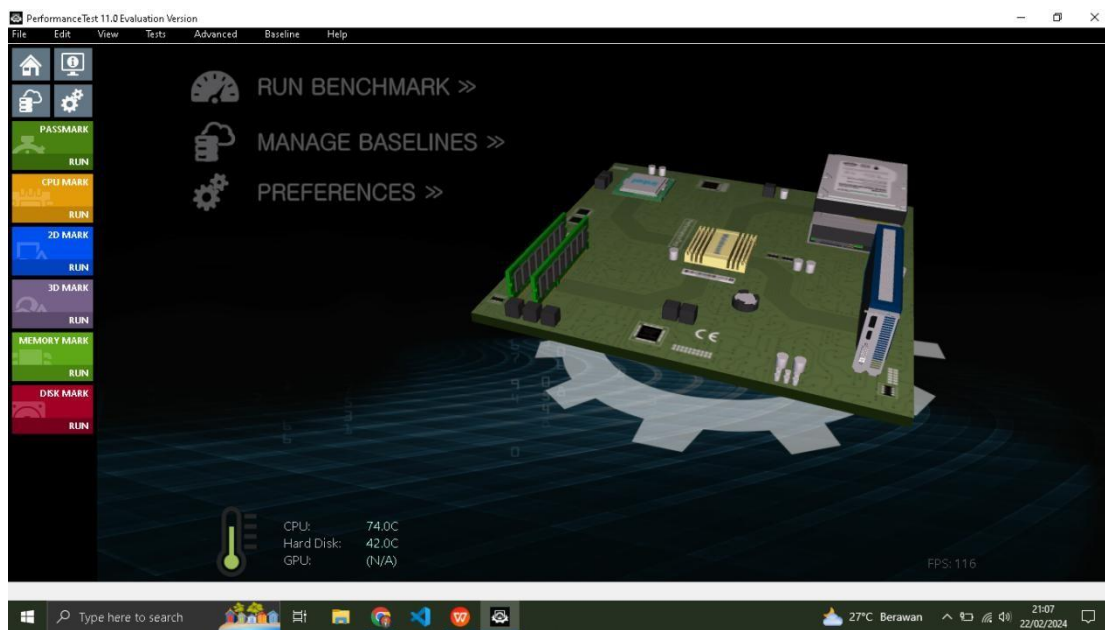 PerformanceTest 11.0 Evaluation Version
File Edit View Tests Advanced Baseline Help
RUN BENCHMARK »
MANAGE BASELINES »
PREFERENCES »
PASSMARK
RUN
CPU MARK
RUN
2D MARK
RUN
3D MARK
RUN
MEMORY MARK
RUN
DISK MARK
RUN
CE
CPU: 74.0C
Hard Disk: 42.0C
GPU: (N/A)
FPS: 116
Type here to search
27°C Berawan
21:07
22/02/2024